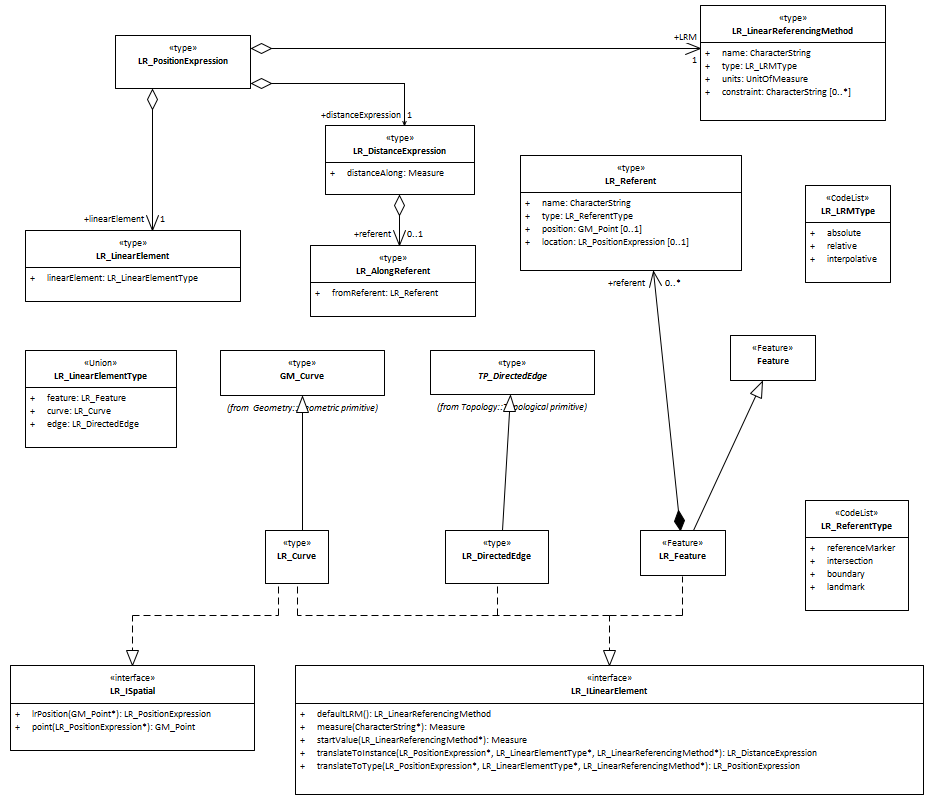 «type»
LR_PositionExpression
+LRM
1
«type»
LR_LinearReferencingMethod
+ name: CharacterString
+ type: LR_LRMType
+ units: UnitOfMeasure
+ constraint: CharacterString [0..*]
+distanceExpression 1
«type»
LR_DistanceExpression
+ distanceAlong: Measure
«type»
LR_Referent
+ name: CharacterString
+ type: LR_ReferentType
+ position: GM_Point [0..1]
+ location: LR_PositionExpression [0..1]
«CodeList»
LR_LRMType
+ absolute
+ relative
+ interpolative
+linearElement 1
«type»
LR_LinearElement
+ linearElement: LR_LinearElementType
+referent 0..1
«type»
LR_AlongReferent
+ fromReferent: LR_Referent
+referent 0..*
«Feature»
Feature
«Union»
LR_LinearElementType
+ feature: LR_Feature
+ curve: LR_Curve
+ edge: LR_DirectedEdge
«type»
GM_Curve
(from Geometry:: ometric primitive)
«type»
TP_DirectedEdge
(from Topology:: pological primitive)
«type»
LR_Curve
«type»
LR_DirectedEdge
«Feature»
LR_Feature
«CodeList»
LR_ReferentType
+ referenceMarker
+ intersection
+ boundary
+ landmark
«interface»
LR_ISpatial
+ lrPosition(GM_Point*): LR_PositionExpression
+ point(LR_PositionExpression*): GM_Point
«interface»
LR_ILinearElement
+ defaultLRM(): LR_LinearReferencingMethod
+ measure(CharacterString*): Measure
+ startValue(LR_LinearReferencingMethod*): Measure
+ translateToInstance(LR_PositionExpression*, LR_LinearElementType*, LR_LinearReferencingMethod*): LR_DistanceExpression
+ translateToType(LR_PositionExpression*, LR_LinearElementType*, LR_LinearReferencingMethod*): LR_PositionExpression